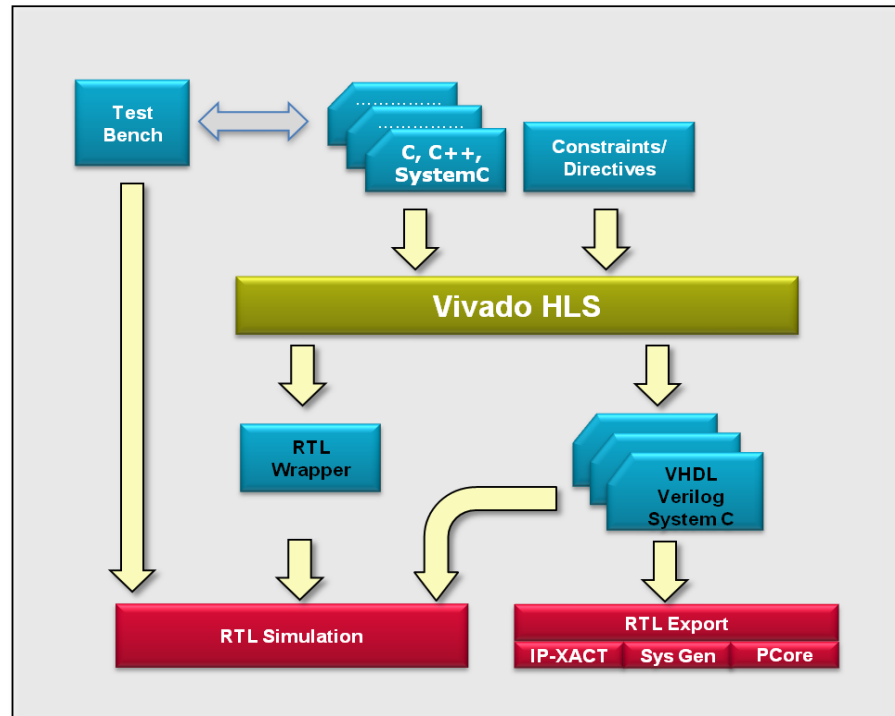 Test
Bench
……………
……………
C, C++,
SystemC
Constraints/
Directives
Vivado HLS
RTL
Wrapper
VHDL
Verilog
System C
RTL Simulation
RTL Export
IP-XACT
Sys Gen
PCore